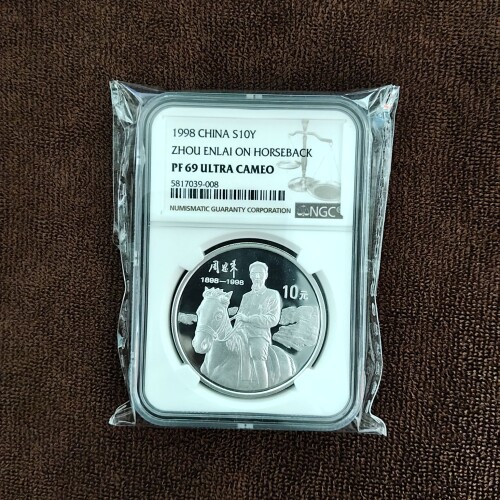 1998 CHINA S10Y
ZHOU ENLAI ON HORSEBACK
PF 69 ULTRA CAMEO
5817039-008
NUMISMATIC GUARANTY CORPORATION
NGC
周恩来
1898—1998
10元